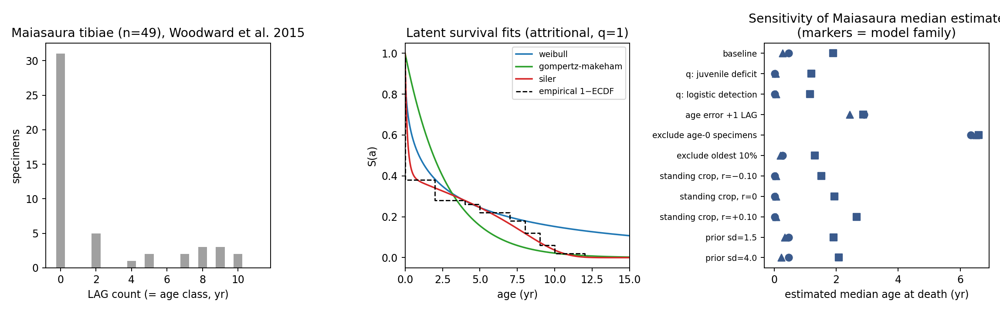 Maiasaura tibiae (n=49), Woodward et al. 2015
30
25
20
15
10
5
0
specimens
0 2 4 6 8 10
LAG count (= age class, yr)
Latent survival fits (attritional, q=1)
weibull
gompertz-makeham
siler
empirical 1−ECDF
1.0
0.8
0.6
0.4
0.2
0.0
S(a)
0.0 2.5 5.0 7.5 10.0 12.5 15.0
age (yr)
Sensitivity of Maiasaura median estimate
(markers = model family)
baseline
q: juvenile deficit
q: logistic detection
age error +1 LAG
exclude age-0 specimens
exclude oldest 10%
standing crop, r=−0.10
standing crop, r=0
standing crop, r=+0.10
prior sd=1.5
prior sd=4.0
0 2 4 6
estimated median age at death (yr)